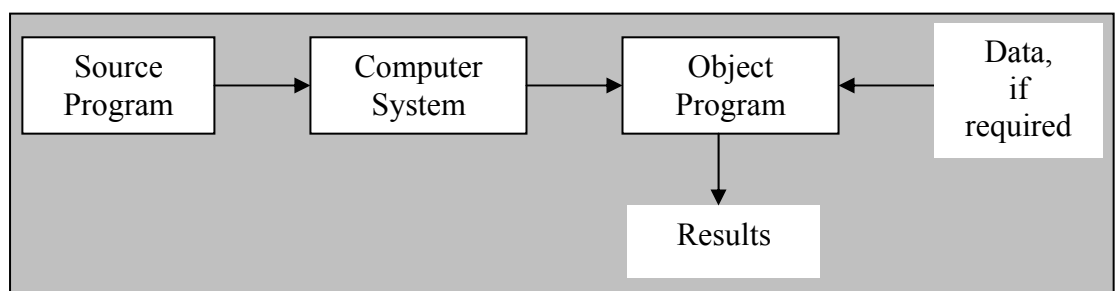 Source
Program
Computer
System
Object
Program
Data,
if
required
Results